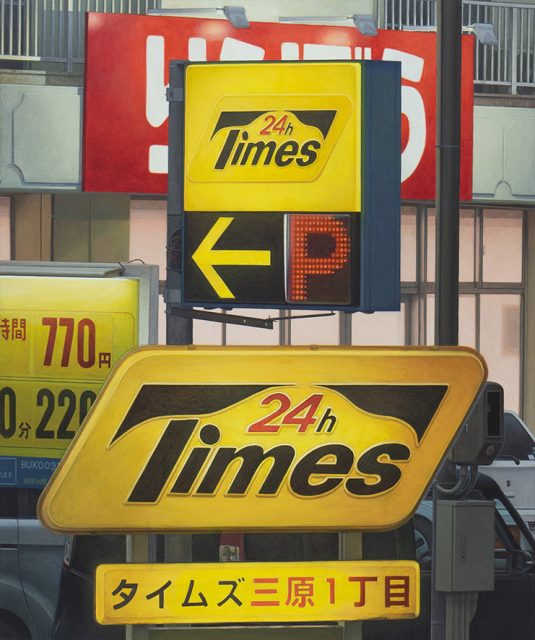 24h
Times
←P
時間 770円
0分 220
24h
Times
タイムズ三原1丁目